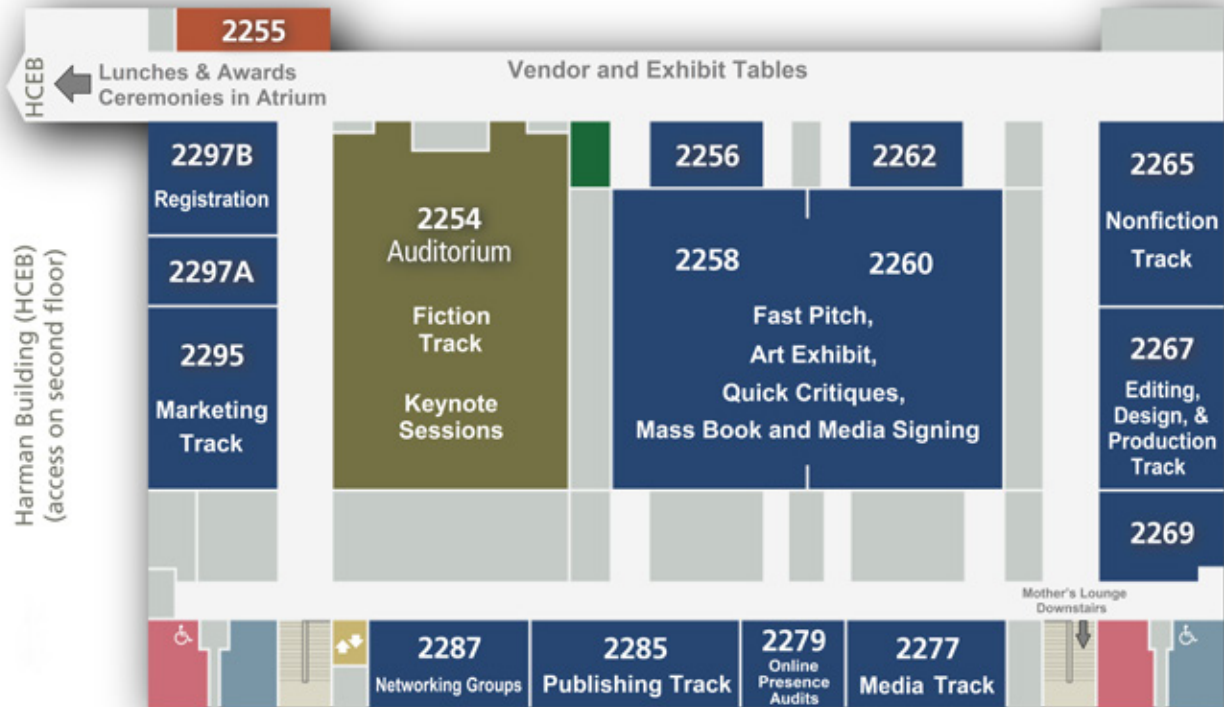 2255
HCEB
Lunches & Awards
Ceremonies in Atrium
Vendor and Exhibit Tables
2297B
Registration
2297A
2295
Marketing
Track
2254
Auditorium
Fiction
Track
Keynote
Sessions
2256
2262
2258
2260
Fast Pitch,
Art Exhibit,
Quick Critiques,
Mass Book and Media Signing
2265
Nonfiction
Track
2267
Editing,
Design, &
Production
Track
2269
Harman Building (HCEB)
(access on second floor)
Mother's Lounge
Downstairs
2287
Networking Groups
2285
Publishing Track
2279
Online
Presence
Audits
2277
Media Track